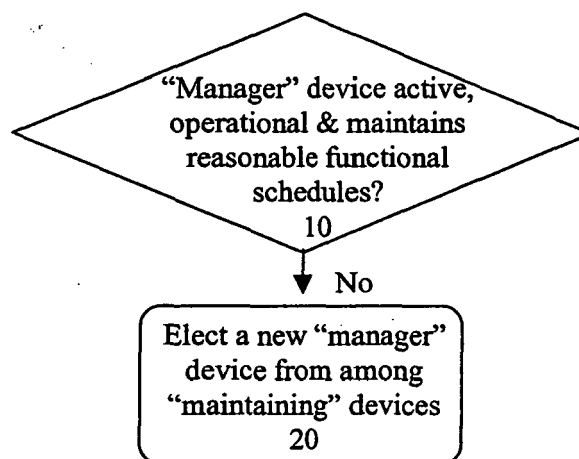 “Manager” device active,
operational & maintains
reasonable functional
schedules?
10
No
Elect a new “manager”
device from among
“maintaining” devices
20